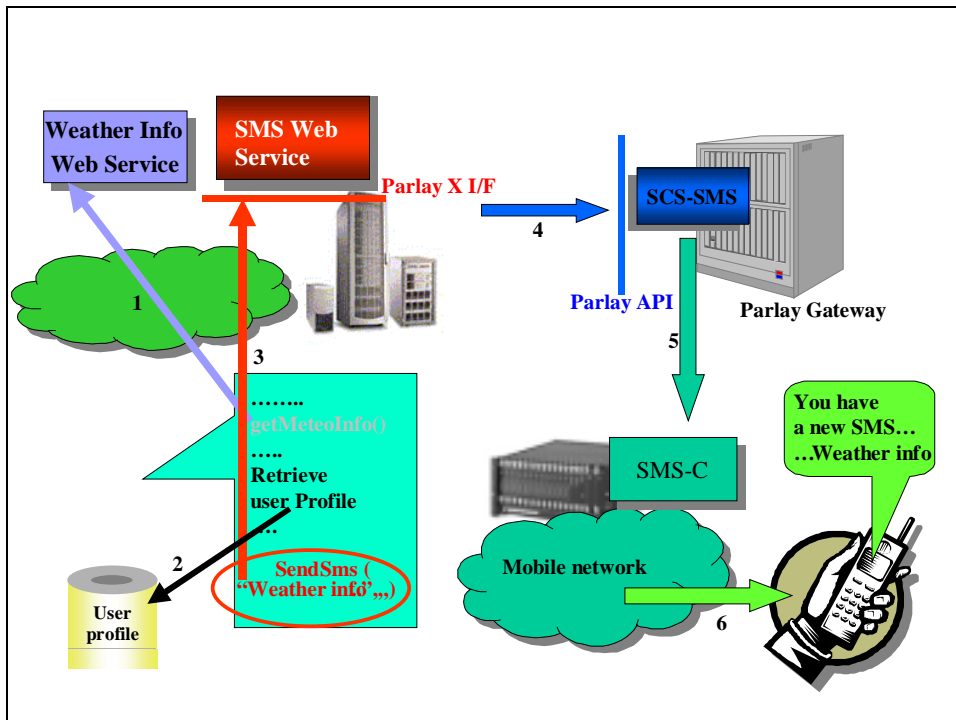 Weather Info
Web Service
SMS Web
Service
Parlay X I/F
4
SCS-SMS
Parlay API
Parlay Gateway
1
3
5
……..
getMeteoInfo()
…..
Retrieve
user Profile
…
2
SendSms (
“Weather info”,,,)
User
profile
SMS-C
Mobile network
6
You have
a new SMS…
…Weather info